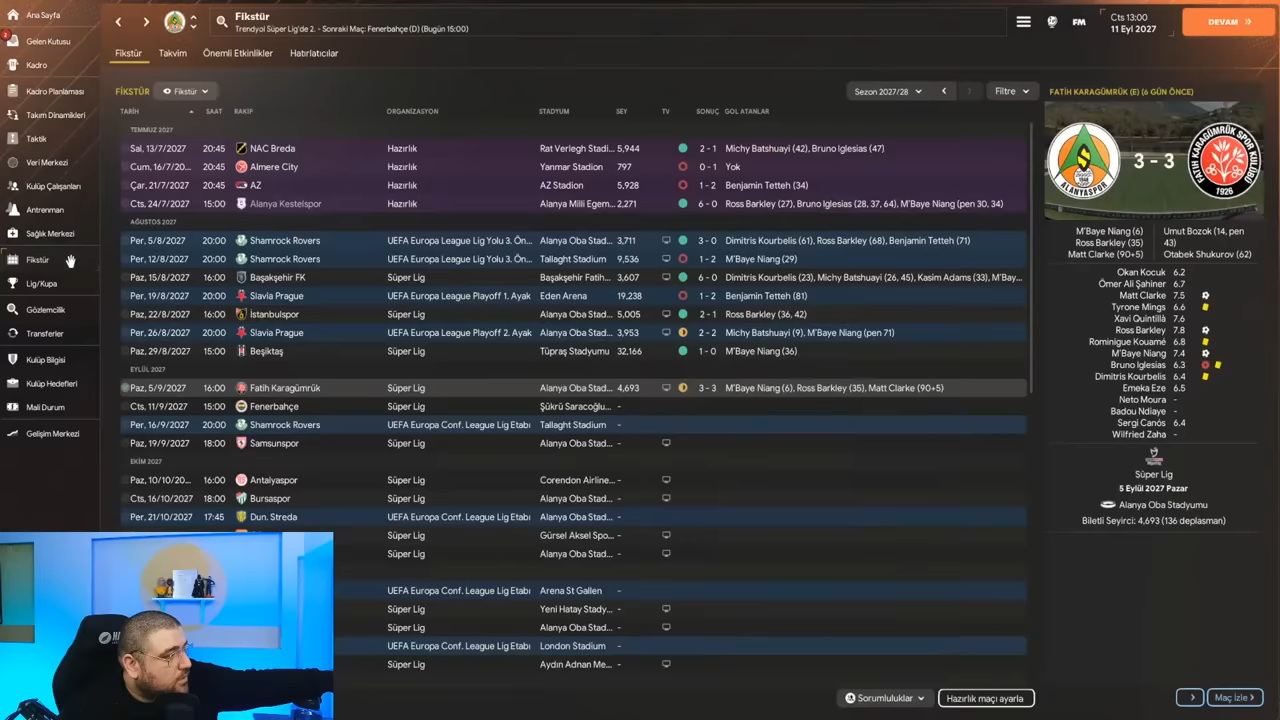 Ana Sayfa
2
Gelen Kutusu
Kadro
Kadro Planlaması
Takım Dinamikleri
Taktik
Veri Merkezi
Kulüp Çalışanları
Antrenman
Sağlık Merkezi
Fikstür
Lig/Kupa
Gözlemcilik
Transferler
Kulüp Bilgisi
Kulüp Hedefleri
Mali Durum
Gelişim Merkezi
Fikstür
Trendyol Süper Lig'de 2. - Sonraki Maç: Fenerbahçe (D) (Bugün 15:00)
FM
Cts 13:00
11 Eyl 2027
DEVAM
Fikstür Takvim Önemli Etkinlikler Hatırlatıcılar
FİKSTÜR Fikstür Sezon 2027/28 Filtre
TARİH SAAT RAKİP ORGANİZASYON STADYUM SEY TV SONUÇ GOL ATANLAR
TEMMUZ 2027
Sal, 13/7/202... 20:45 NAC Breda Hazırlık Rat Verlegh Stadi... 5,944 2 - 1 Michy Batshuayi (42), Bruno Iglesias (47)
Cum, 16/7/20... 20:45 Almere City Hazırlık Yanmar Stadion 797 0 - 1 Yok
Çar, 21/7/202... 20:45 AZ Hazırlık AZ Stadion 5,928 1 - 2 Benjamin Tetteh (34)
Cts, 24/7/2027 15:00 Alanya Kestelspor Hazırlık Alanya Milli Egem... 2,271 6 - 0 Ross Barkley (27), Bruno Iglesias (28, 37, 64), M'Baye Niang (pen 30, 34)
AĞUSTOS 2027
Per, 5/8/2027 20:00 Shamrock Rovers UEFA Europa League Lig Yolu 3. Ön... Alanya Oba Stad... 3,711 3 - 0 Dimitris Kourbelis (61), Ross Barkley (68), Benjamin Tetteh (71)
Per, 12/8/2027 20:00 Shamrock Rovers UEFA Europa League Lig Yolu 3. Ön... Tallaght Stadium 9,536 1 - 2 M'Baye Niang (29)
Paz, 15/8/2027 16:00 Başakşehir FK Süper Lig Başakşehir Fatih... 3,607 6 - 0 Dimitris Kourbelis (23), Michy Batshuayi (26, 45), Kasim Adams (33), M'Bay...
Per, 19/8/2027 20:00 Slavia Prague UEFA Europa League Playoff 1. Ayak Eden Arena 19,238 1 - 2 Benjamin Tetteh (81)
Paz, 22/8/2027 16:00 İstanbulspor Süper Lig Alanya Oba Stad... 5,005 2 - 1 Ross Barkley (36, 42)
Per, 26/8/2027 20:00 Slavia Prague UEFA Europa League Playoff 2. Ayak Alanya Oba Stad... 3,953 2 - 2 Michy Batshuayi (9), M'Baye Niang (pen 71)
Paz, 29/8/2027 15:00 Beşiktaş Süper Lig Tüpraş Stadyumu 32,166 1 - 0 M'Baye Niang (36)
EYLÜL 2027
Paz, 5/9/2027 16:00 Fatih Karagümrük Süper Lig Alanya Oba Stad... 4,693 3 - 3 M'Baye Niang (6), Ross Barkley (35), Matt Clarke (90+5)
Cts, 11/9/2027 15:00 Fenerbahçe Süper Lig Şükrü Saracoğlu... -
Per, 16/9/2027 20:00 Shamrock Rovers UEFA Europa Conf. League Lig Etabı Tallaght Stadium -
Paz, 19/9/2027 18:00 Samsunspor Süper Lig Alanya Oba Stad... -
EKİM 2027
Paz, 10/10/20... 16:00 Antalyaspor Süper Lig Corendon Airline... -
Cts, 16/10/2027 18:00 Bursaspor Süper Lig Alanya Oba Stad... -
Per, 21/10/2027 17:45 Dun. Streda UEFA Europa Conf. League Lig Etabı Alanya Oba Stad... -
Süper Lig Gürsel Aksel Spo... -
Süper Lig Alanya Oba Stad... -
UEFA Europa Conf. League Lig Etabı Arena St Gallen -
Süper Lig Yeni Hatay Stady... -
Süper Lig Alanya Oba Stad... -
UEFA Europa Conf. League Lig Etabı London Stadium -
Süper Lig Aydın Adnan Me... -
Sorumluluklar Hazırlık maçı ayarla
FATİH KARAGÜMRÜK (E) (6 GÜN ÖNCE)
ALANYASPOR
3 - 3
FATİH KARAGÜMRÜK SPOR KULÜBÜ
1926
M'Baye Niang (6)
Ross Barkley (35)
Matt Clarke (90+5)
Umut Bozok (14, pen 43)
Otabek Shukurov (62)
Okan Kocuk 6.2
Ömer Ali Şahiner 6.7
Matt Clarke 7.5
Tyrone Mings 6.6
Xavi Quintillà 7.6
Ross Barkley 7.8
Rominigue Kouamé 6.8
M'Baye Niang 7.4
Bruno Iglesias 6.3
Dimitris Kourbelis 6.4
Emeka Eze 6.5
Neto Moura -
Badou Ndiaye -
Sergi Canós 6.4
Wilfried Zaha -
Süper Lig
5 Eylül 2027 Pazar
Alanya Oba Stadyumu
Biletli Seyirci: 4,693 (136 deplasman)
Maç İzle